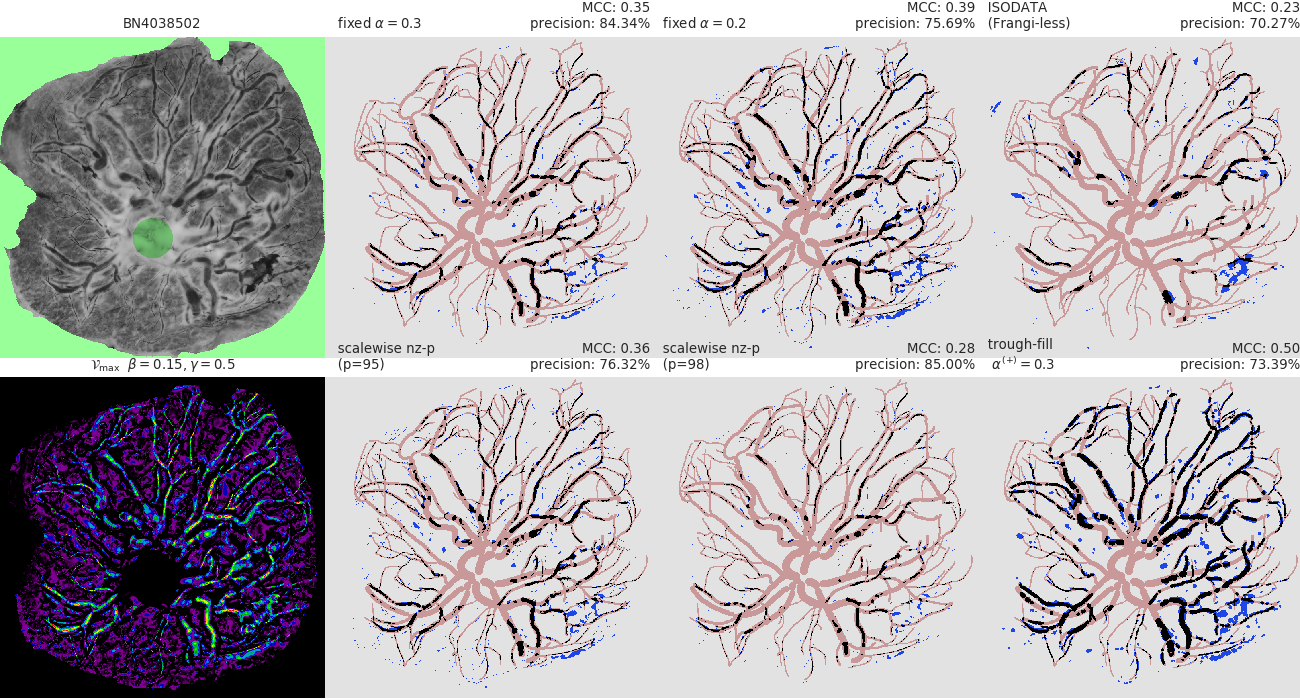 BN4038502
fixed α = 0.3
MCC: 0.35
precision: 84.34%
fixed α = 0.2
MCC: 0.39
precision: 75.69%
ISODATA
(Frangi-less)
MCC: 0.23
precision: 70.27%
𝒱max β = 0.15, γ = 0.5
scalewise nz-p
(p=95)
MCC: 0.36
precision: 76.32%
scalewise nz-p
(p=98)
MCC: 0.28
precision: 85.00%
trough-fill
α(+) = 0.3
MCC: 0.50
precision: 73.39%